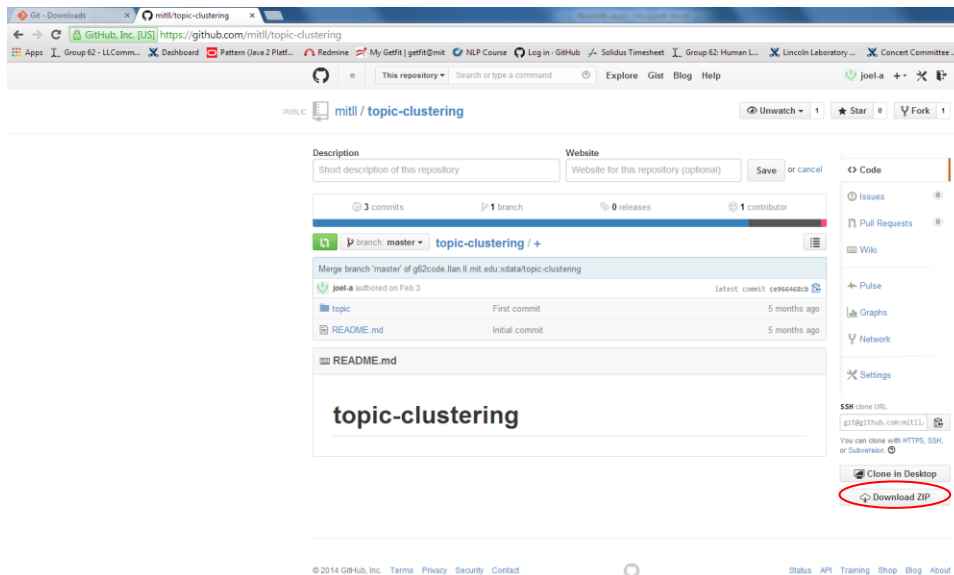 Git - Downloads × mitll/topic-clustering ×
GitHub, Inc. [US] https://github.com/mitll/topic-clustering
Apps Group 62 - LLComm... Dashboard Pattern (Java 2 Platf... Redmine My Getfit | getfit@mit NLP Course Log in · GitHub Solidus Timesheet Group 62: Human L... Lincoln Laboratory ... Concert Committee ..
This repository Search or type a command Explore Gist Blog Help joel-a
PUBLIC mitll / topic-clustering Unwatch 1 Star 0 Fork 1
Description Website
Short description of this repository Website for this repository (optional) Save or cancel
3 commits 1 branch 0 releases 1 contributor
branch: master topic-clustering / +
Merge branch 'master' of g62code.llan.ll.mit.edu:xdata/topic-clustering
joel-a authored on Feb 3 latest commit ce966468cb
topic First commit 5 months ago
README.md Initial commit 5 months ago
README.md
topic-clustering
<> Code
Issues 0
Pull Requests 0
Wiki
Pulse
Graphs
Network
Settings
SSH clone URL
git@github.com:mitll/
You can clone with HTTPS, SSH,
or Subversion.
Clone in Desktop
Download ZIP
© 2014 GitHub, Inc. Terms Privacy Security Contact Status API Training Shop Blog About